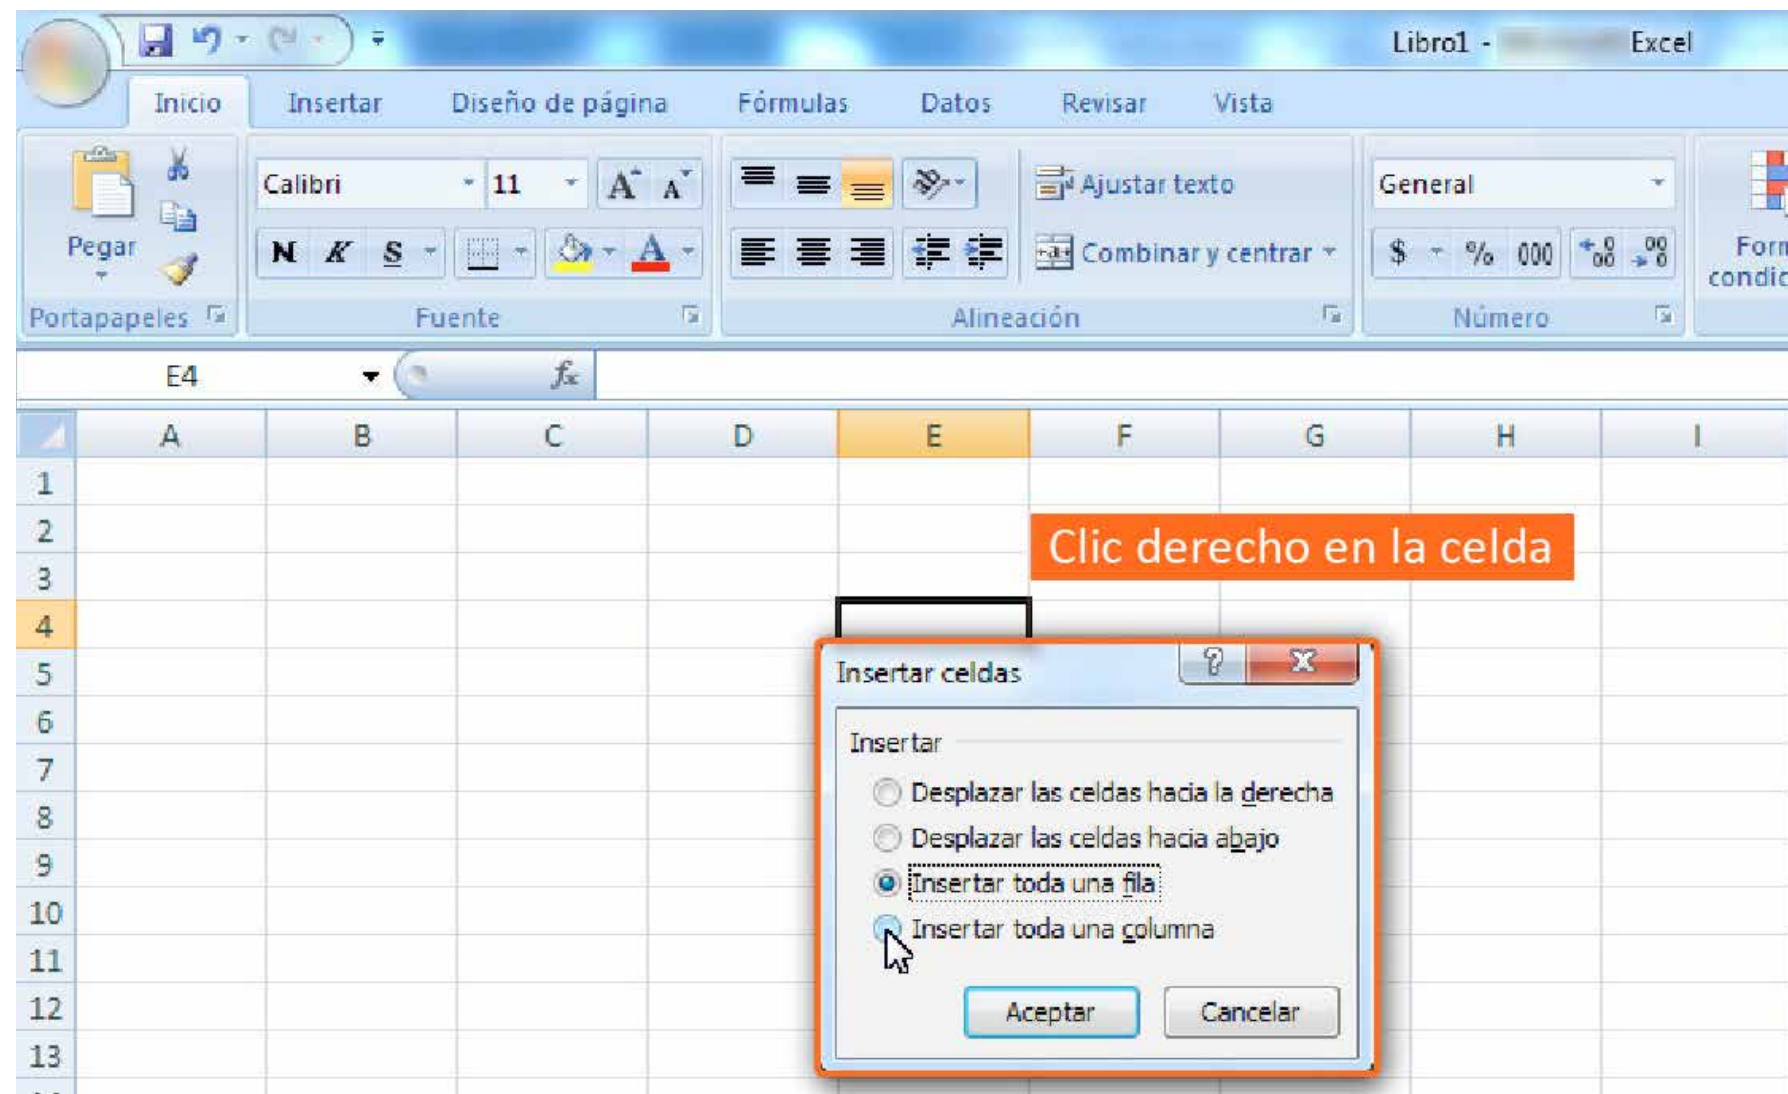 Libro1 - Excel
Inicio Insertar Diseño de página Fórmulas Datos Revisar Vista
Calibri 11 A A Ajustar texto General
Pegar N K S A Combinar y centrar $ % 000
Portapapeles Fuente Alineación Número
E4 fx
A B C D E F G H I
1
2
Clic derecho en la celda
3
4
5
Insertar celdas ?
6
Insertar
7
Desplazar las celdas hacia la derecha
8
Desplazar las celdas hacia abajo
9
Insertar toda una fila
10
Insertar toda una columna
11
12
Aceptar Cancelar
13